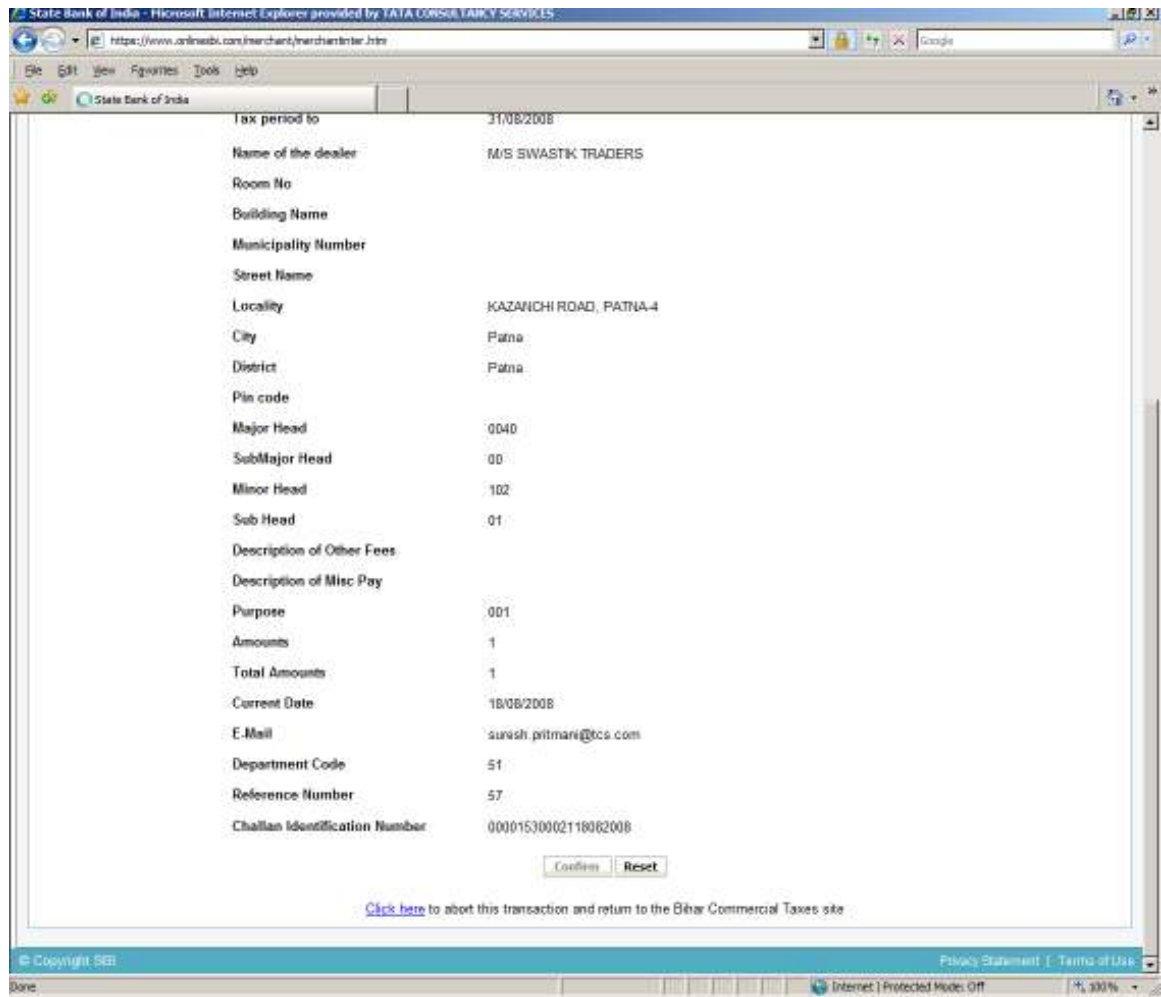 State Bank of India - Microsoft Internet Explorer provided by TATA CONSULTANCY SERVICES
https://www.onlinesbi.com/merchant/merchantinter.htm Google
File Edit View Favorites Tools Help
State Bank of India
Tax period to 31/08/2008
Name of the dealer M/S SWASTIK TRADERS
Room No
Building Name
Municipality Number
Street Name
Locality KAZANCHI ROAD, PATNA-4
City Patna
District Patna
Pin code
Major Head 0040
SubMajor Head 00
Minor Head 102
Sub Head 01
Description of Other Fees
Description of Misc Pay
Purpose 001
Amounts 1
Total Amounts 1
Current Date 18/08/2008
E-Mail suresh.pritmani@tcs.com
Department Code 51
Reference Number 57
Challan Identification Number 00001530002118082008
Confirm Reset
Click here to abort this transaction and return to the Bihar Commercial Taxes site
© Copyright SBI Privacy Statement | Terms of Use
Done Internet | Protected Mode: Off 100%